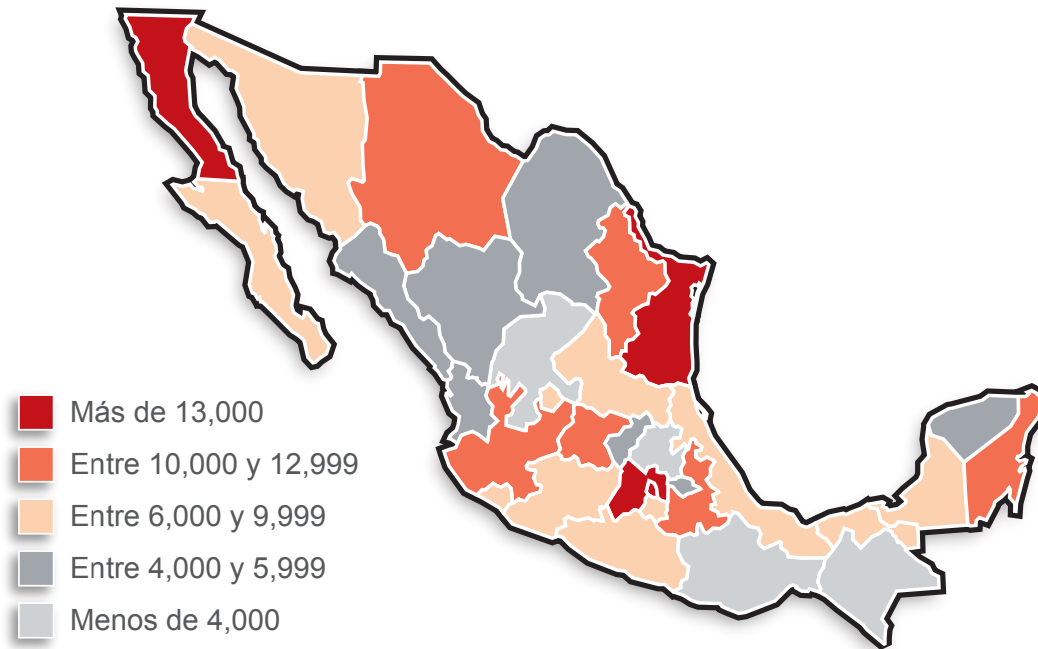 Más de 13,000
Entre 10,000 y 12,999
Entre 6,000 y 9,999
Entre 4,000 y 5,999
Menos de 4,000